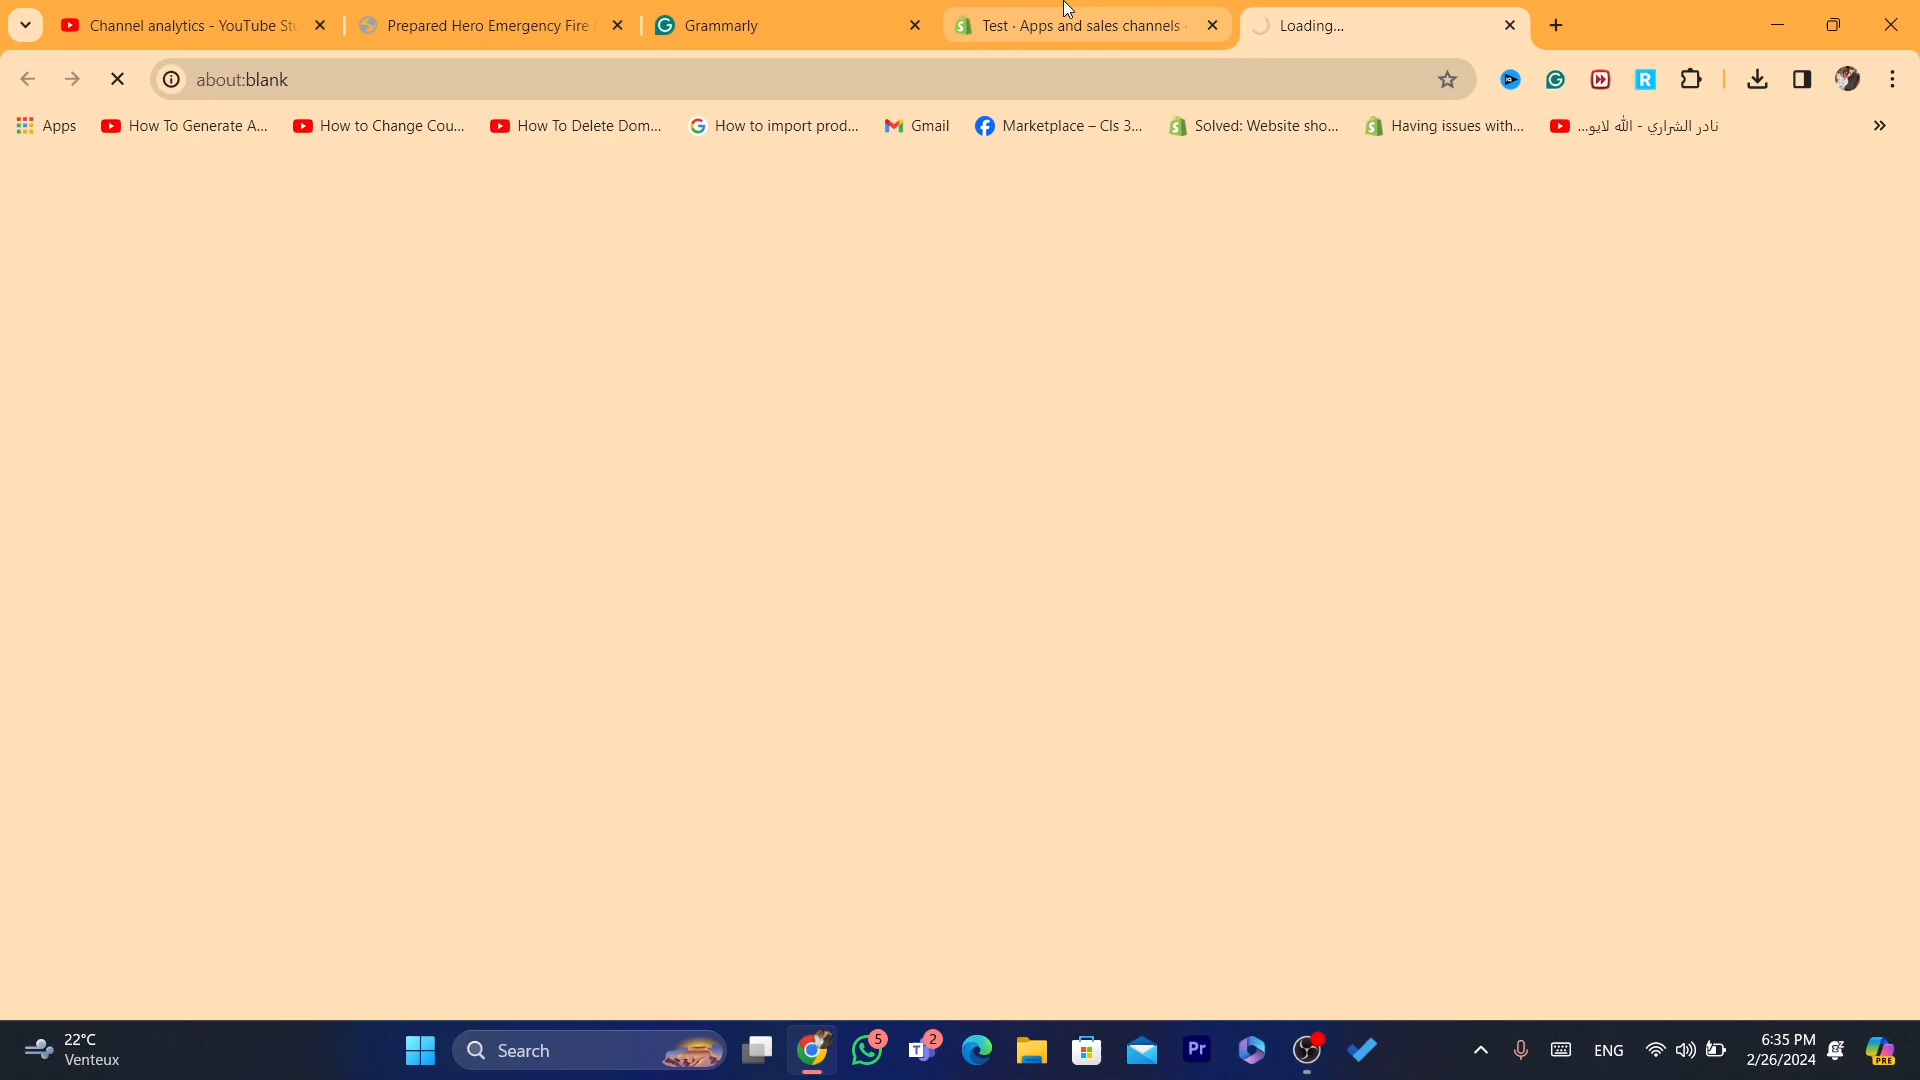 Channel analytics - YouTube Stu
Prepared Hero Emergency Fire
Grammarly
Test · Apps and sales channels ·
Loading...
about:blank
Apps
How To Generate A...
How to Change Cou...
How To Delete Dom...
How to import prod...
Gmail
Marketplace – Cls 3...
Solved: Website sho...
Having issues with...
نادر الشراري - الله لايو...
22°C
Venteux
Search
5
2
Pr
ENG
6:35 PM
2/26/2024
PRE